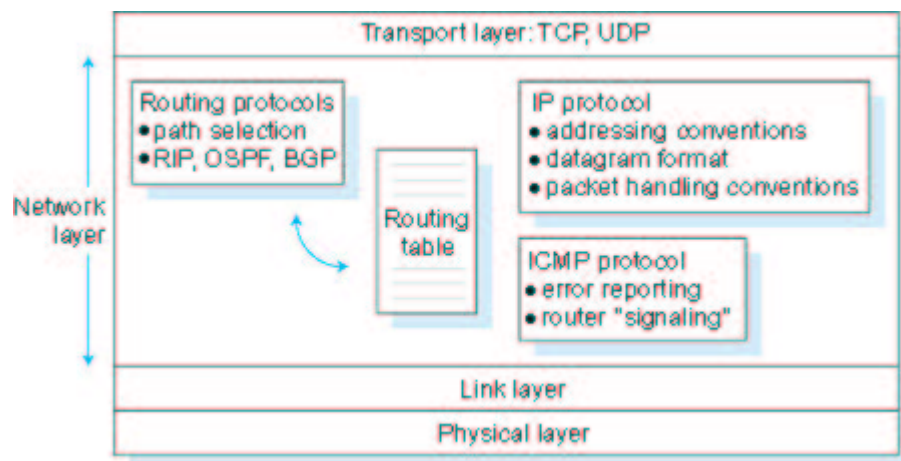 Transport layer: TCP, UDP
Routing protocols
• path selection
• RIP, OSPF, BGP
IP protocol
• addressing conventions
• datagram format
• packet handling conventions
Network
layer
Routing
table
ICMP protocol
• error reporting
• router "signaling"
Link layer
Physical layer